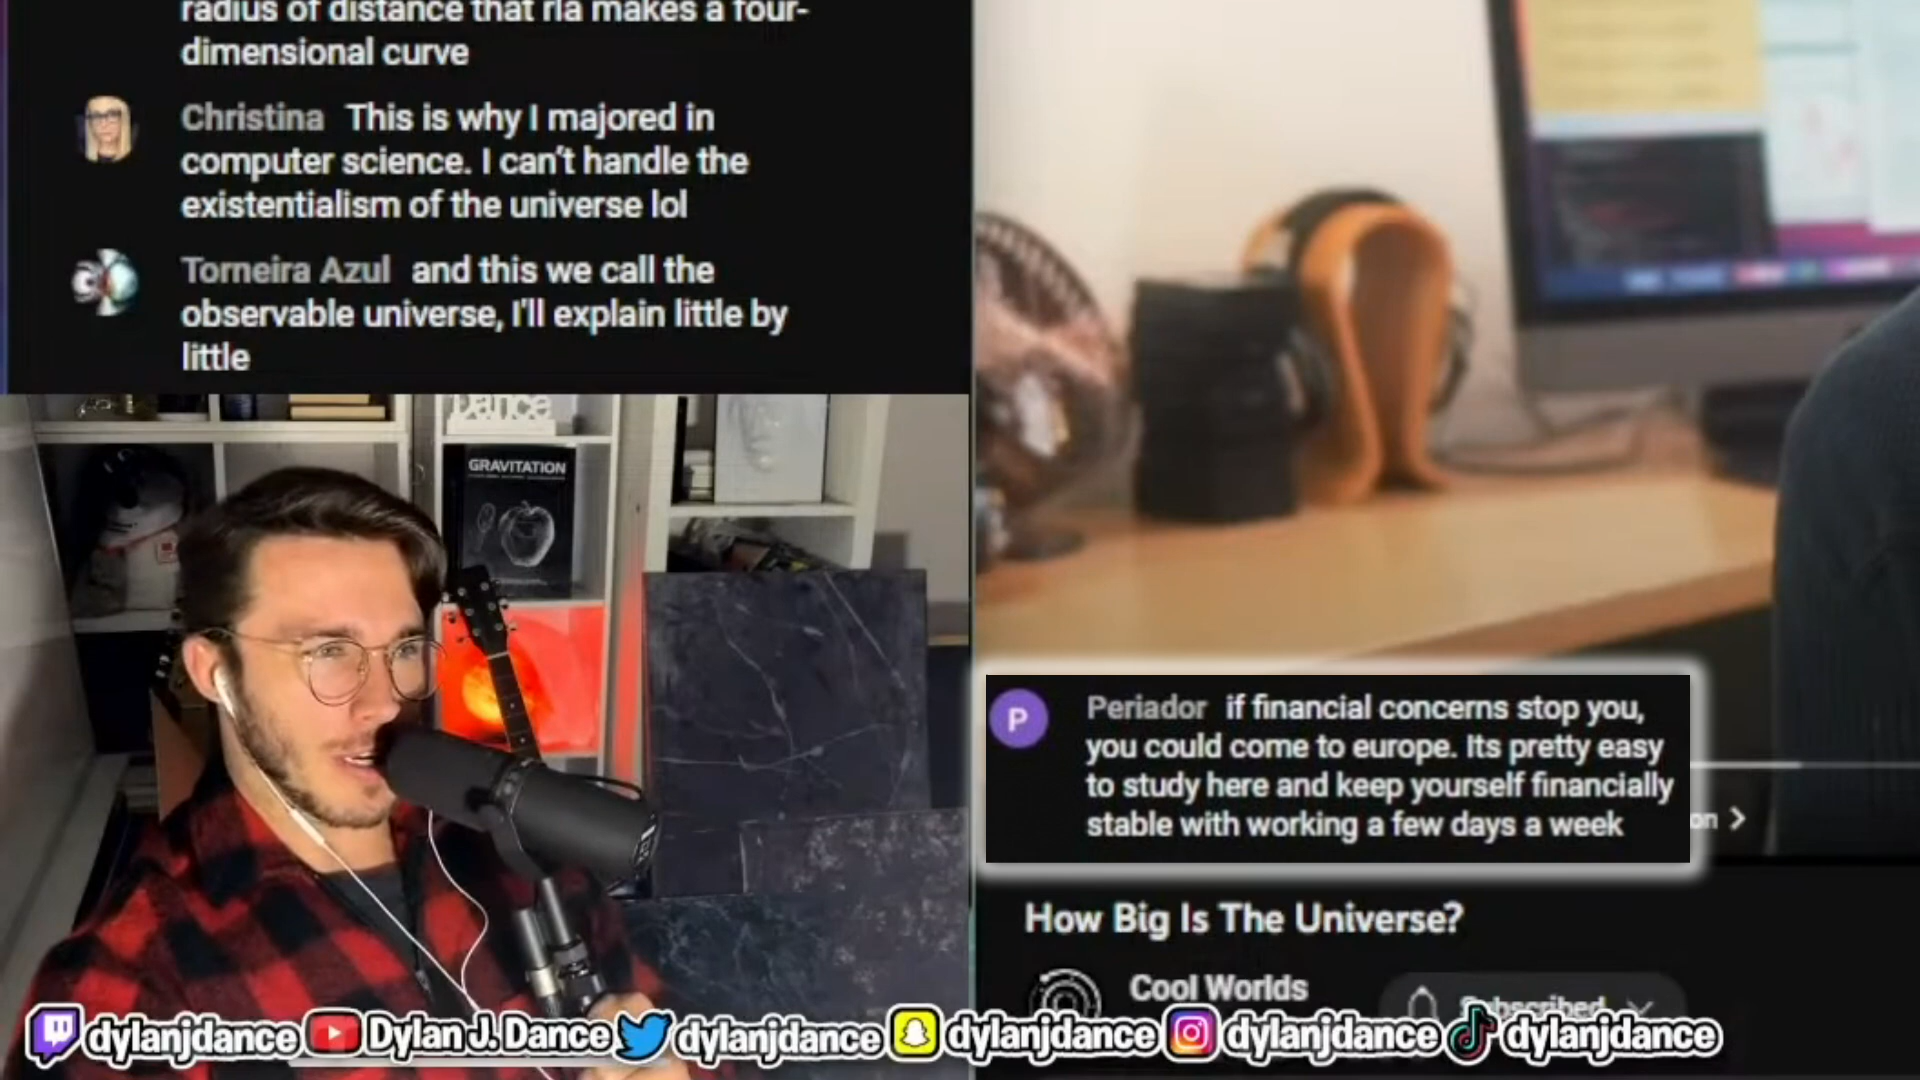 radius of distance that rla makes a four-
dimensional curve
Christina This is why I majored in
computer science. I can't handle the
existentialism of the universe lol
Torneira Azul and this we call the
observable universe, I'll explain little by
little
Dance
GRAVITATION
P
Periador if financial concerns stop you,
you could come to europe. Its pretty easy
to study here and keep yourself financially
stable with working a few days a week
on
How Big Is The Universe?
Cool Worlds
Subscribed
dylanjdance Dylan J. Dance dylanjdance dylanjdance dylanjdance dylanjdance